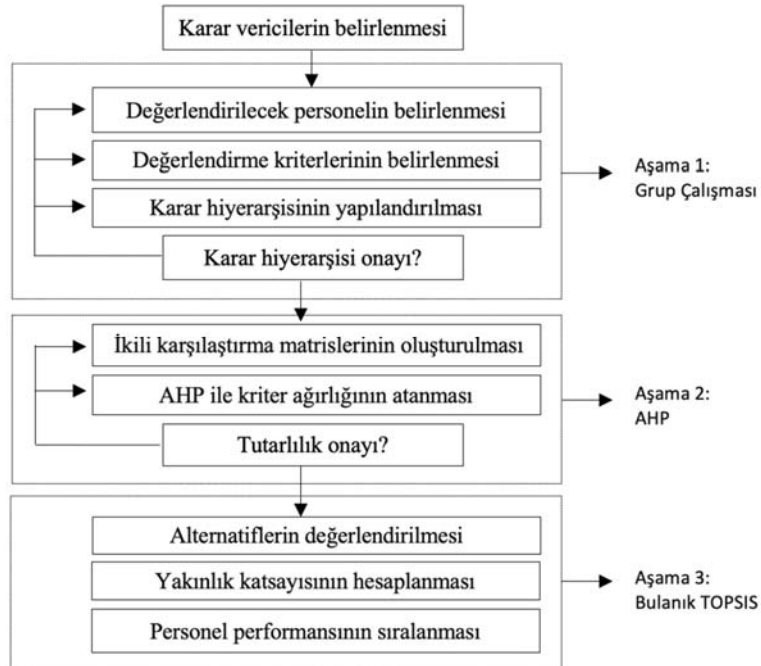 Karar vericilerin belirlenmesi
Değerlendirilecek personelin belirlenmesi
Değerlendirme kriterlerinin belirlenmesi
Karar hiyerarşisinin yapılandırılması
Karar hiyerarşisi onayı?
Aşama 1:
Grup Çalışması
İkili karşılaştırma matrislerinin oluşturulması
AHP ile kriter ağırlığının atanması
Tutarlılık onayı?
Aşama 2:
AHP
Alternatiflerin değerlendirilmesi
Yakınlık katsayısının hesaplanması
Personel performansının sıralanması
Aşama 3:
Bulanık TOPSIS